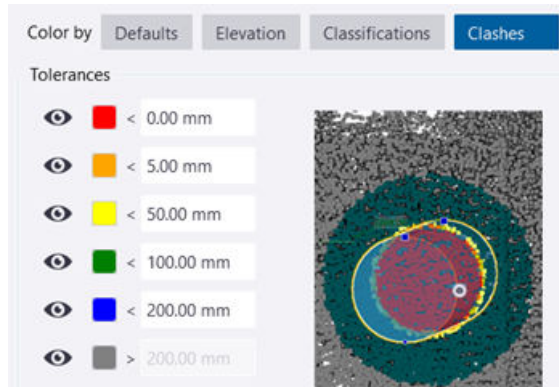 Color by Defaults Elevation Classifications Clashes
Tolerances
< 0.00 mm
< 5.00 mm
< 50.00 mm
< 100.00 mm
< 200.00 mm
> 200.00 mm